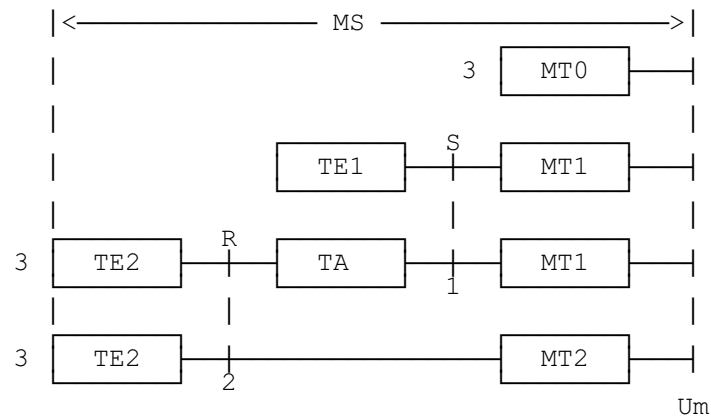 |<——— MS ———>|
3 MT0
S
TE1 MT1
R
3 TE2 TA MT1
1
3 TE2 MT2
2
Um